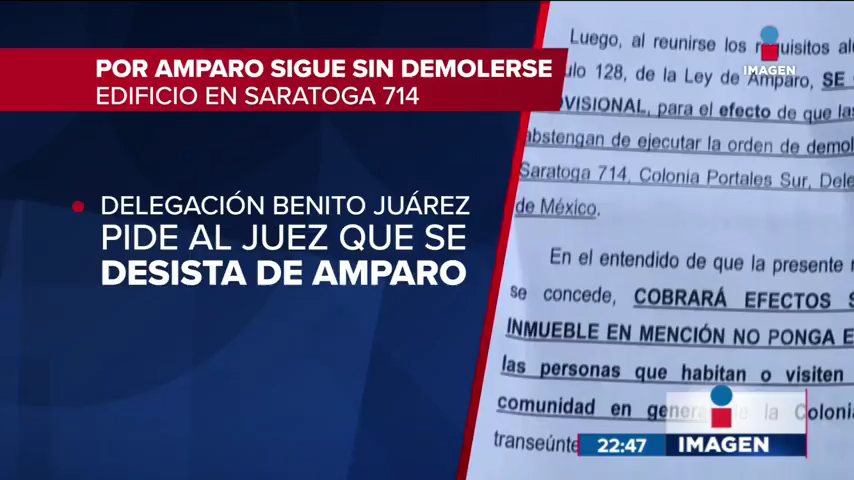 POR AMPARO SIGUE SIN DEMOLERSE
EDIFICIO EN SARATOGA 714
DELEGACIÓN BENITO JUÁREZ
PIDE AL JUEZ QUE SE
DESISTA DE AMPARO
Luego, al reunirse los requisitos
128, de la Ley de Amparo, SE
para el efecto de que las
abstengan de ejecutar la orden de
Saratoga 714, Colonia Portales Sur,
de México.
En el entendido de que la presente
se concede, COBRARÁ EFECTOS
INMUEBLE EN MENCIÓN NO PONGA
las personas que habitan o visiten
comunidad en general de la
IMAGEN
22:47
IMAGEN